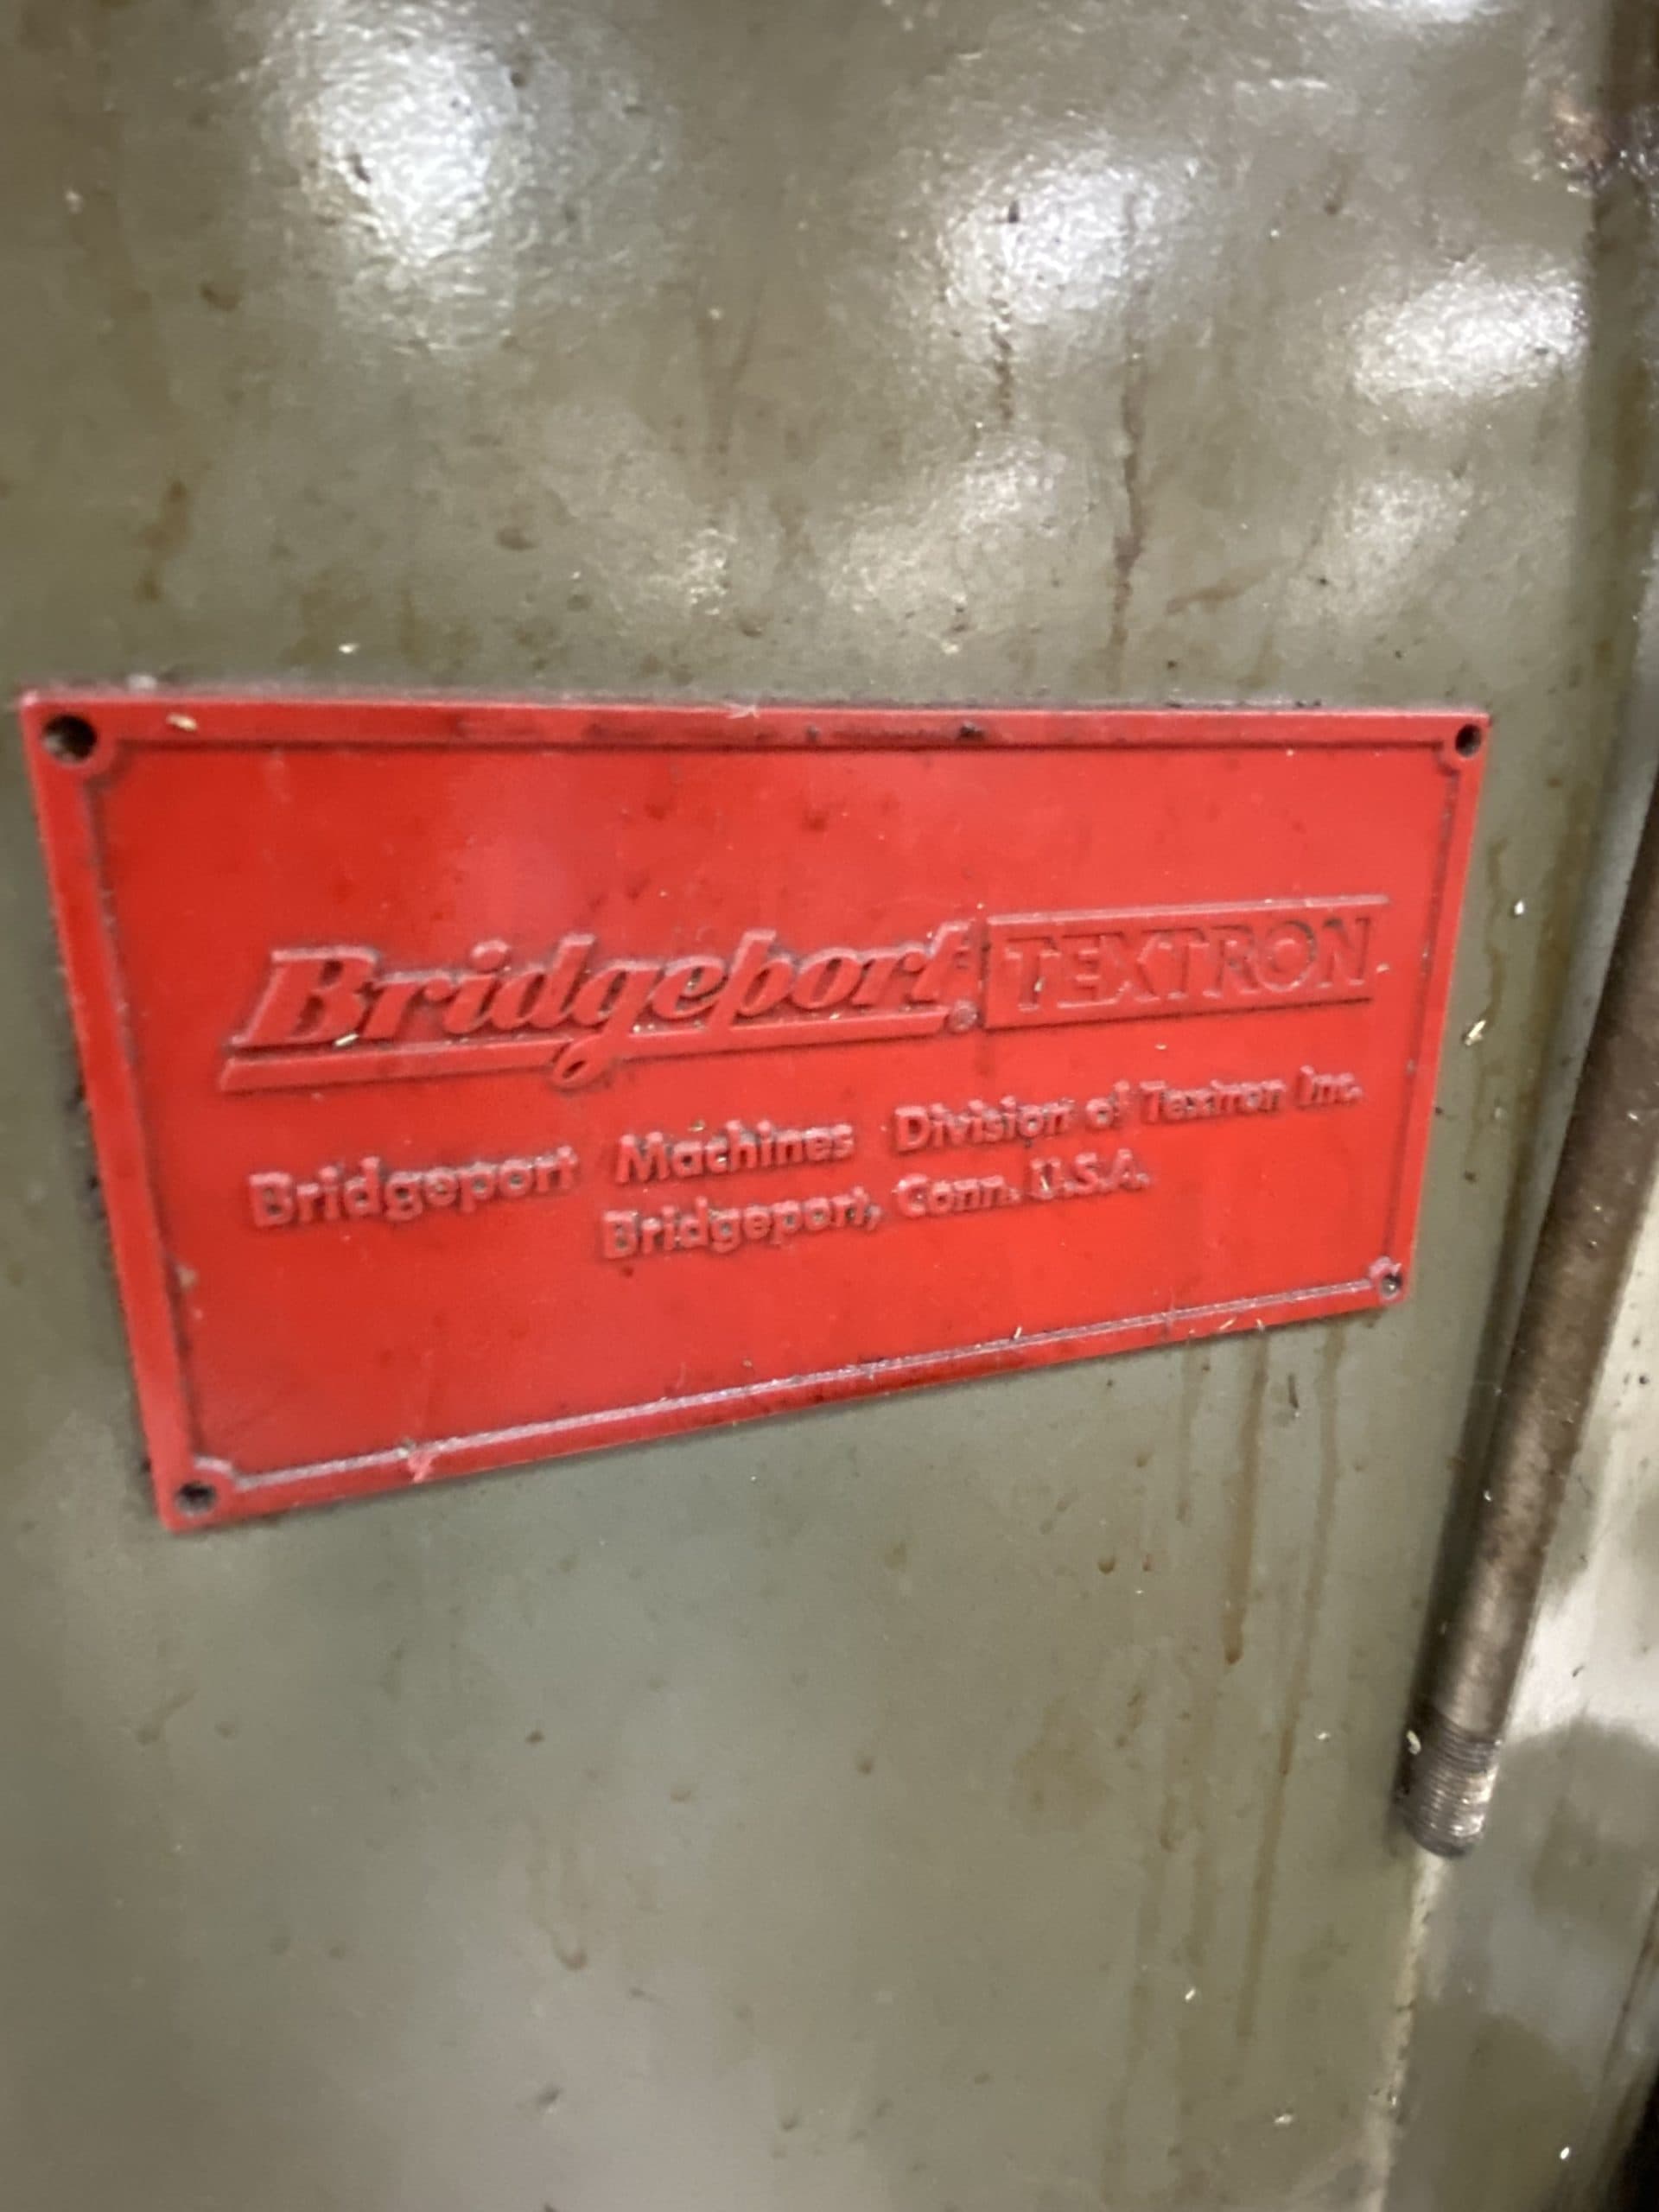 Bridgeport® TEXTRON
Bridgeport Machines Division of Textron Inc.
Bridgeport, Conn. U.S.A.